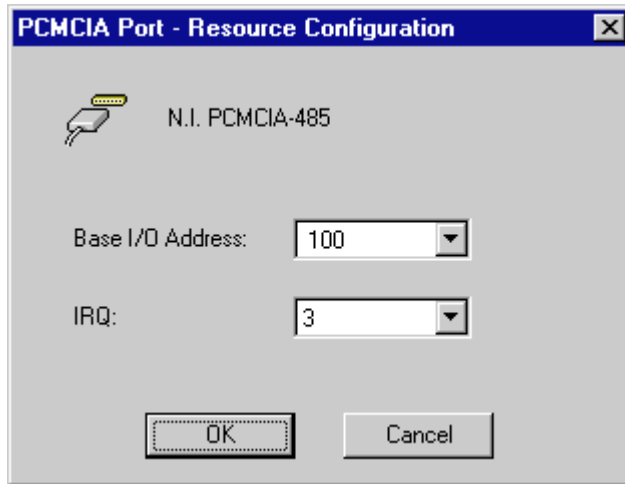 PCMCIA Port - Resource Configuration
N.I. PCMCIA-485
Base I/O Address: 100
IRQ: 3
OK Cancel